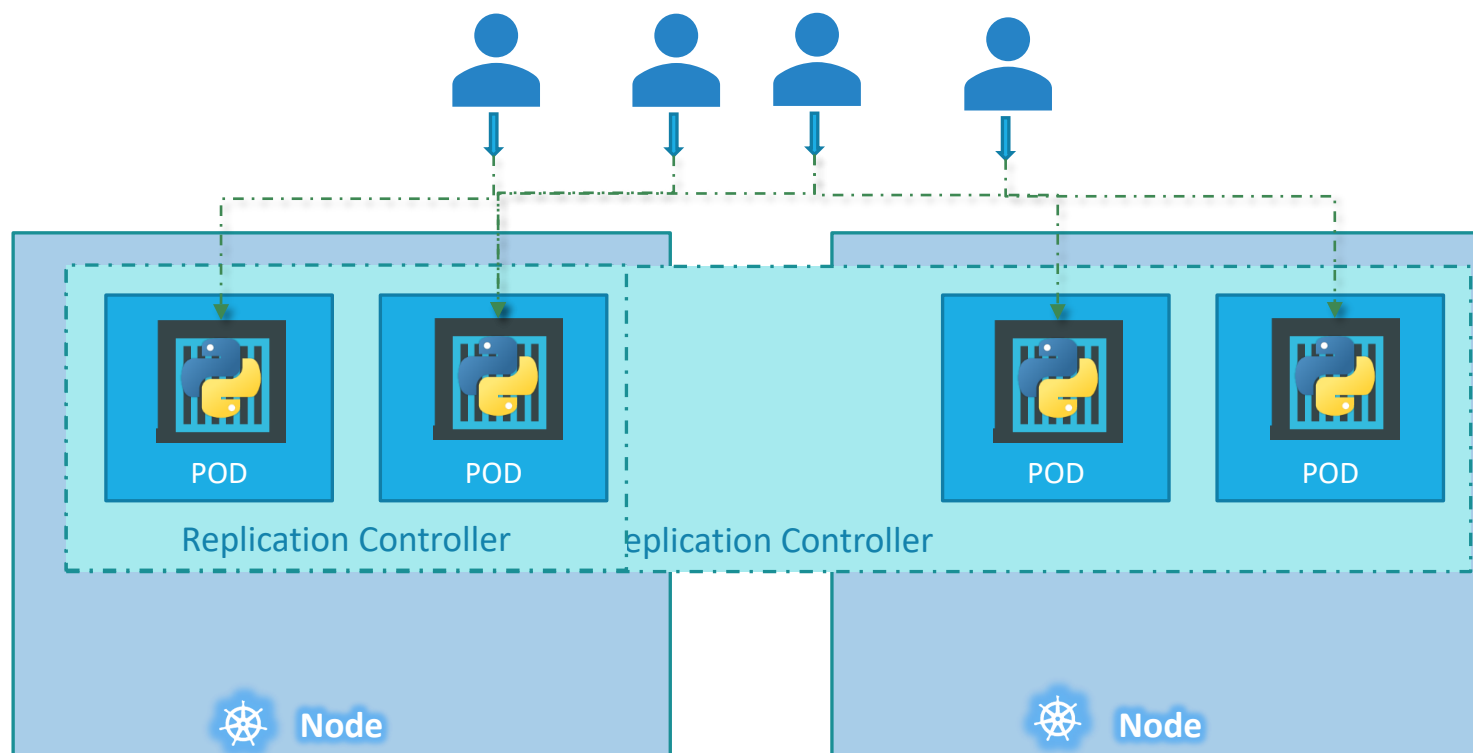 POD
POD
POD
POD
Replication Controller
eplication Controller
Node
Node